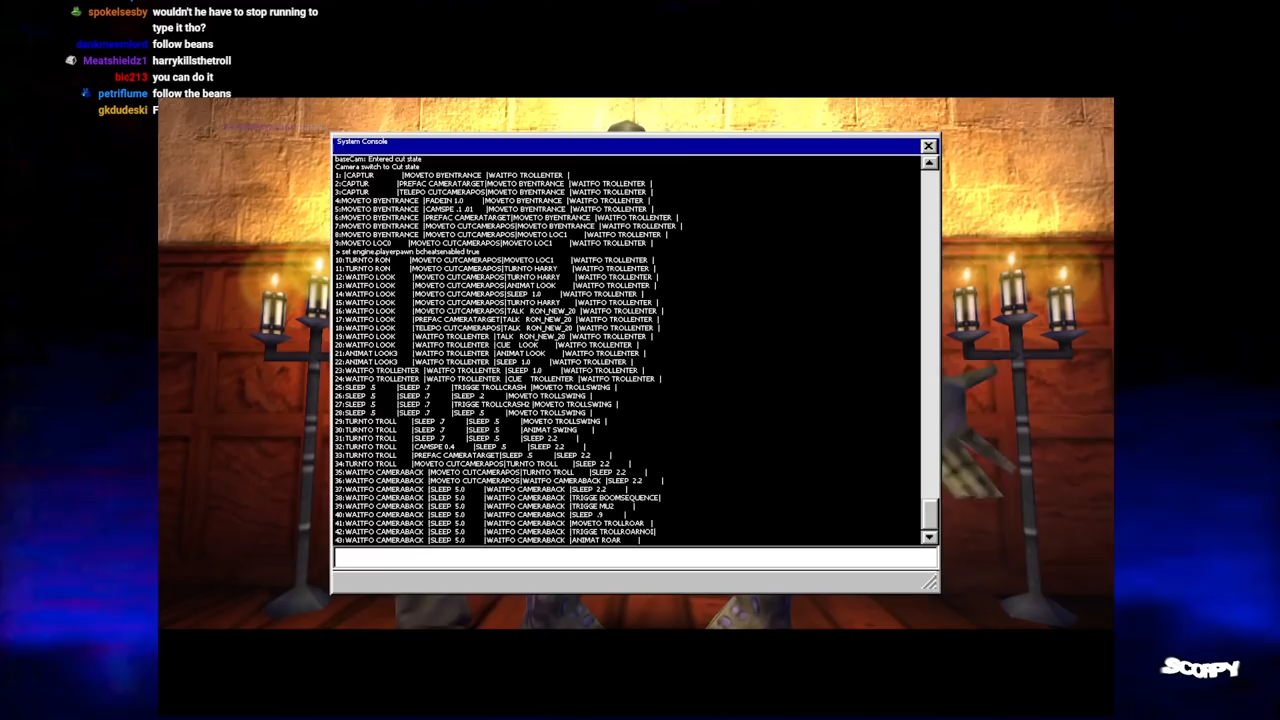 spokelsesby wouldn't he have to stop running to
type it tho?
follow beans
Meatshieldz1 harrykillsthetroll
bic213 you can do it
petriflume follow the beans
gkdudeski F
System Console
baseCam: Entered cut state
Camera switch to Cut state
1: |CAPTUR |MOVETO BYENTRANCE |WAITFO TROLLENTER |
2:CAPTUR |PREFAC CAMERATARGET|MOVETO BYENTRANCE |WAITFO TROLLENTER |
3:CAPTUR |TELEPO CUTCAMERAPOS|MOVETO BYENTRANCE |WAITFO TROLLENTER |
4:MOVETO BYENTRANCE |FADEIN 1.0 |MOVETO BYENTRANCE |WAITFO TROLLENTER |
5:MOVETO BYENTRANCE |CAMSPE .1 .01 |MOVETO BYENTRANCE |WAITFO TROLLENTER |
6:MOVETO BYENTRANCE |PREFAC CAMERATARGET|MOVETO BYENTRANCE |WAITFO TROLLENTER |
7:MOVETO BYENTRANCE |MOVETO CUTCAMERAPOS|MOVETO BYENTRANCE |WAITFO TROLLENTER |
8:MOVETO BYENTRANCE |MOVETO CUTCAMERAPOS|MOVETO LOC1 |WAITFO TROLLENTER |
9:MOVETO LOC0 |MOVETO CUTCAMERAPOS|MOVETO LOC1 |WAITFO TROLLENTER |
> set engine.playerpawn bcheatsenabled true
10:TURNTO RON |MOVETO CUTCAMERAPOS|MOVETO LOC1 |WAITFO TROLLENTER |
11:TURNTO RON |MOVETO CUTCAMERAPOS|TURNTO HARRY |WAITFO TROLLENTER |
12:WAITFO LOOK |MOVETO CUTCAMERAPOS|TURNTO HARRY |WAITFO TROLLENTER |
13:WAITFO LOOK |MOVETO CUTCAMERAPOS|ANIMAT LOOK |WAITFO TROLLENTER |
14:WAITFO LOOK |MOVETO CUTCAMERAPOS|SLEEP 1.0 |WAITFO TROLLENTER |
15:WAITFO LOOK |MOVETO CUTCAMERAPOS|TURNTO HARRY |WAITFO TROLLENTER |
16:WAITFO LOOK |MOVETO CUTCAMERAPOS|TALK RON_NEW_20 |WAITFO TROLLENTER |
17:WAITFO LOOK |PREFAC CAMERATARGET|TALK RON_NEW_20 |WAITFO TROLLENTER |
18:WAITFO LOOK |TELEPO CUTCAMERAPOS|TALK RON_NEW_20 |WAITFO TROLLENTER |
19:WAITFO LOOK |WAITFO TROLLENTER |TALK RON_NEW_20 |WAITFO TROLLENTER |
20:WAITFO LOOK |WAITFO TROLLENTER |CUE LOOK |WAITFO TROLLENTER |
21:ANIMAT LOOK3 |WAITFO TROLLENTER |ANIMAT LOOK |WAITFO TROLLENTER |
22:ANIMAT LOOK3 |WAITFO TROLLENTER |SLEEP 1.0 |WAITFO TROLLENTER |
23:WAITFO TROLLENTER |WAITFO TROLLENTER |SLEEP 1.0 |WAITFO TROLLENTER |
24:WAITFO TROLLENTER |WAITFO TROLLENTER |CUE TROLLENTER |WAITFO TROLLENTER |
25:SLEEP .5 |SLEEP .7 |TRIGGE TROLLCRASH |MOVETO TROLLSWING |
26:SLEEP .5 |SLEEP .7 |SLEEP .2 |MOVETO TROLLSWING |
27:SLEEP .5 |SLEEP .7 |TRIGGE TROLLCRASH2 |MOVETO TROLLSWING |
28:SLEEP .5 |SLEEP .7 |SLEEP .5 |MOVETO TROLLSWING |
29:TURNTO TROLL |SLEEP .7 |SLEEP .5 |MOVETO TROLLSWING |
30:TURNTO TROLL |SLEEP .7 |SLEEP .5 |ANIMAT SWING |
31:TURNTO TROLL |SLEEP .7 |SLEEP .5 |SLEEP 2.2 |
32:TURNTO TROLL |CAMSPE 0.4 |SLEEP .5 |SLEEP 2.2 |
33:TURNTO TROLL |PREFAC CAMERATARGET|SLEEP .5 |SLEEP 2.2 |
34:TURNTO TROLL |MOVETO CUTCAMERAPOS|TURNTO TROLL |SLEEP 2.2 |
35:WAITFO CAMERABACK |MOVETO CUTCAMERAPOS|TURNTO TROLL |SLEEP 2.2 |
36:WAITFO CAMERABACK |MOVETO CUTCAMERAPOS|WAITFO CAMERABACK |SLEEP 2.2 |
37:WAITFO CAMERABACK |SLEEP 5.0 |WAITFO CAMERABACK |SLEEP 2.2 |
38:WAITFO CAMERABACK |SLEEP 5.0 |WAITFO CAMERABACK |TRIGGE BOOMSEQUENCE|
39:WAITFO CAMERABACK |SLEEP 5.0 |WAITFO CAMERABACK |TRIGGE MU2 |
40:WAITFO CAMERABACK |SLEEP 5.0 |WAITFO CAMERABACK |SLEEP .9 |
41:WAITFO CAMERABACK |SLEEP 5.0 |WAITFO CAMERABACK |MOVETO TROLLROAR |
42:WAITFO CAMERABACK |SLEEP 5.0 |WAITFO CAMERABACK |TRIGGE TROLLROARNOI|
43:WAITFO CAMERABACK |SLEEP 5.0 |WAITFO CAMERABACK |ANIMAT ROAR |
SCORPY